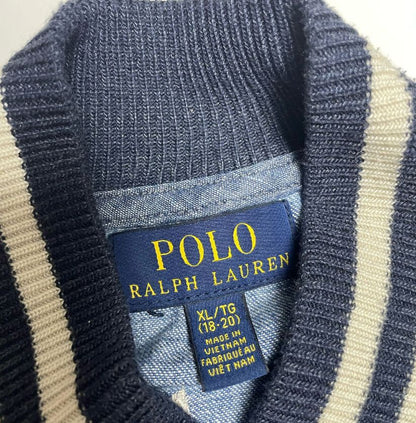 POLO
RALPH LAUREN
XL/TG
(18-20)
MADE IN
VIETNAM
FABRIQUÉ AU
VIÊT NAM